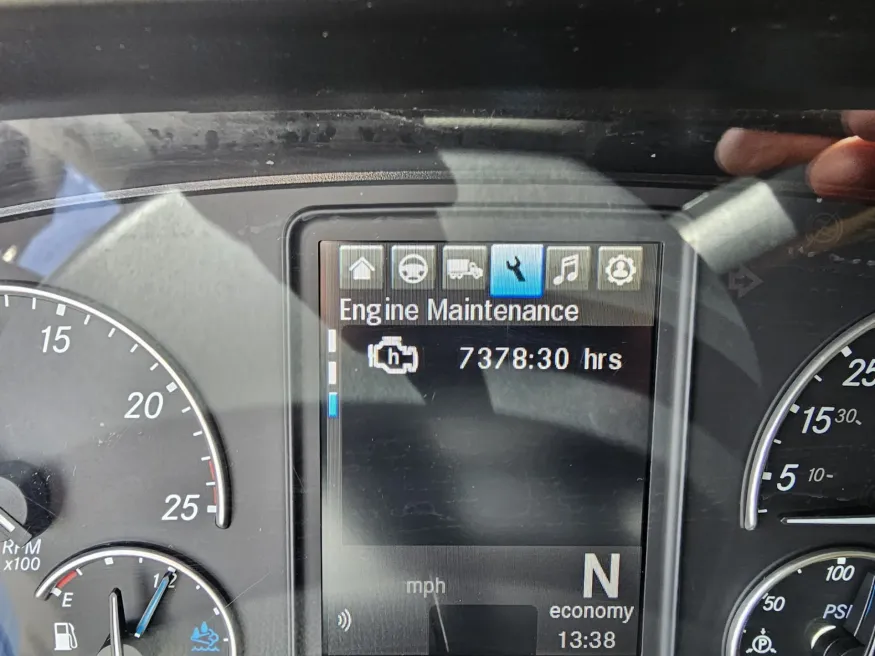 Engine Maintenance
h 7378:30 hrs
15
20
25
RPM
x100
E
1/2
mph
N
economy
13:38
25
15 30
5 10
100
50
PSI
P